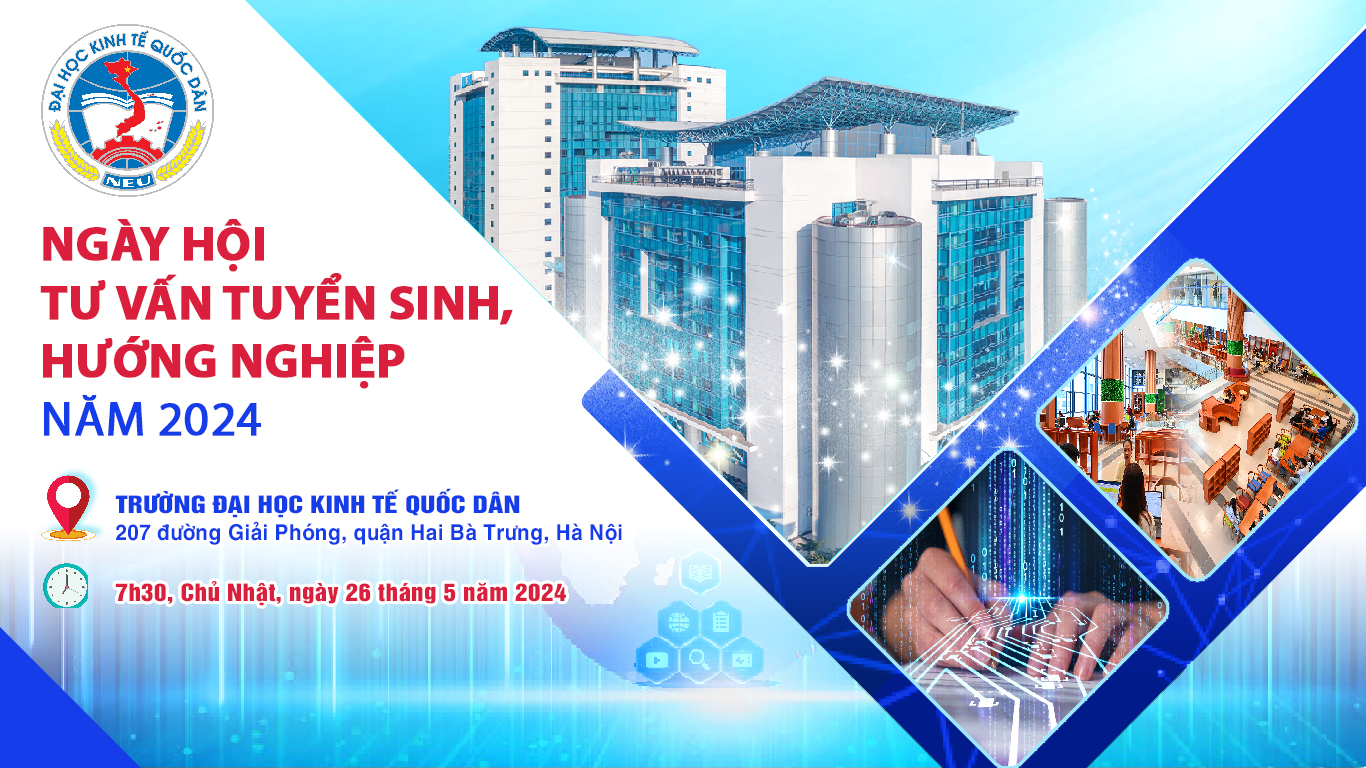 ĐẠI HỌC KINH TẾ QUỐC DÂN
NEU
NGÀY HỘI
TƯ VẤN TUYỂN SINH,
HƯỚNG NGHIỆP
NĂM 2024
TRƯỜNG ĐẠI HỌC KINH TẾ QUỐC DÂN
207 đường Giải Phóng, quận Hai Bà Trưng, Hà Nội
7h30, Chủ Nhật, ngày 26 tháng 5 năm 2024